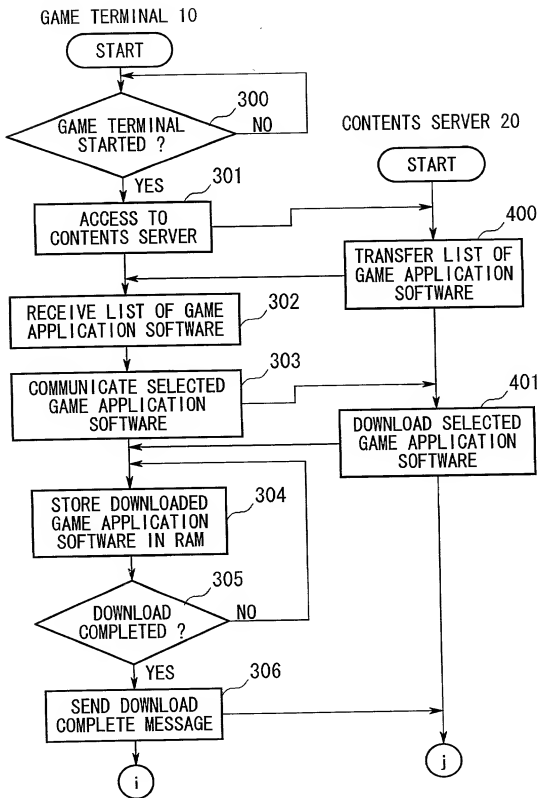 GAME TERMINAL 10
START
300
GAME TERMINAL
STARTED ?
NO
YES
CONTENTS SERVER 20
START
301
ACCESS TO
CONTENTS SERVER
400
TRANSFER LIST OF
GAME APPLICATION
SOFTWARE
302
RECEIVE LIST OF GAME
APPLICATION SOFTWARE
303
COMMUNICATE SELECTED
GAME APPLICATION
SOFTWARE
401
DOWNLOAD SELECTED
GAME APPLICATION
SOFTWARE
304
STORE DOWNLOADED
GAME APPLICATION
SOFTWARE IN RAM
305
DOWNLOAD
COMPLETED ?
NO
YES
306
SEND DOWNLOAD
COMPLETE MESSAGE
i
j